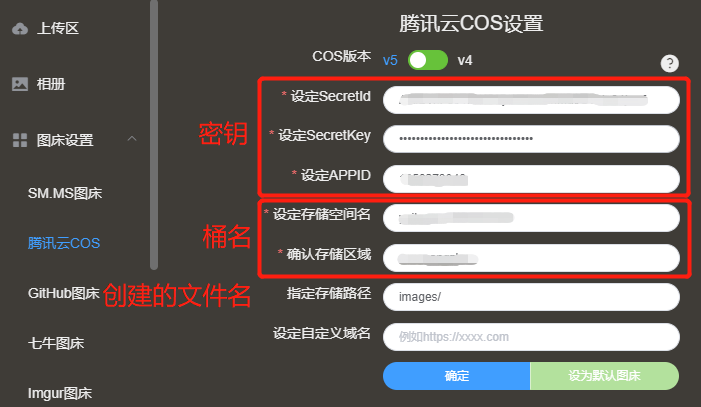 上传区
相册
图床设置
SM.MS图床
腾讯云COS
GitHub图床
七牛图床
Imgur图床
腾讯云COS设置
COS版本 v5 v4 ?
密钥
* 设定SecretId
* 设定SecretKey ••••••••••••••••••••••••••••••••
* 设定APPID
桶名
* 设定存储空间名
* 确认存储区域
创建的文件名
指定存储路径 images/
设定自定义域名 例如https://xxxx.com
确定 设为默认图床